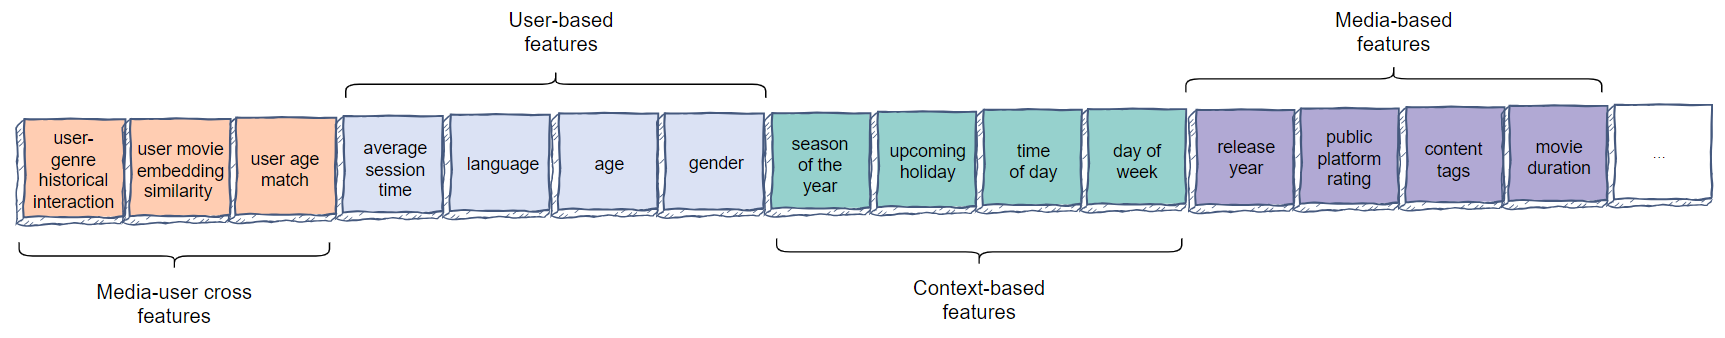 User-based
features
Media-based
features
user-
genre
historical
interaction
user movie
embedding
similarity
user age
match
average
session
time
language
age
gender
season
of the
year
upcoming
holiday
time
of day
day of
week
release
year
public
platform
rating
content
tags
movie
duration
...
Media-user cross
features
Context-based
features